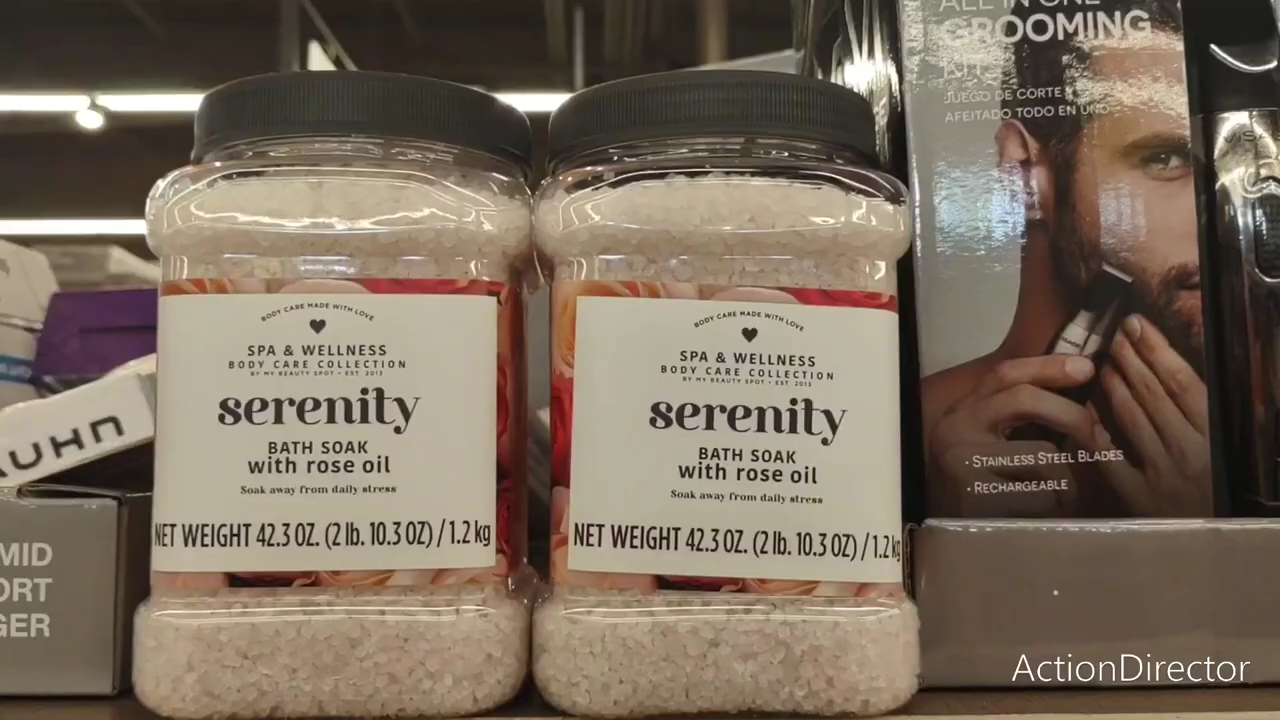 BODY CARE MADE WITH LOVE
SPA & WELLNESS
BODY CARE COLLECTION
BY MY BEAUTY SPOT • EST. 2013
serenity
BATH SOAK
with rose oil
Soak away from daily stress
NET WEIGHT 42.3 OZ. (2 lb. 10.3 OZ) / 1.2 kg
BODY CARE MADE WITH LOVE
SPA & WELLNESS
BODY CARE COLLECTION
BY MY BEAUTY SPOT • EST. 2013
serenity
BATH SOAK
with rose oil
Soak away from daily stress
NET WEIGHT 42.3 OZ. (2 lb. 10.3 OZ) / 1.2 kg
ALL IN ONE
GROOMING
KIT
JUEGO DE CORTE Y
AFEITADO TODO EN UNO
• STAINLESS STEEL BLADES
• RECHARGEABLE
UHN
MID
ORT
GER
ActionDirector